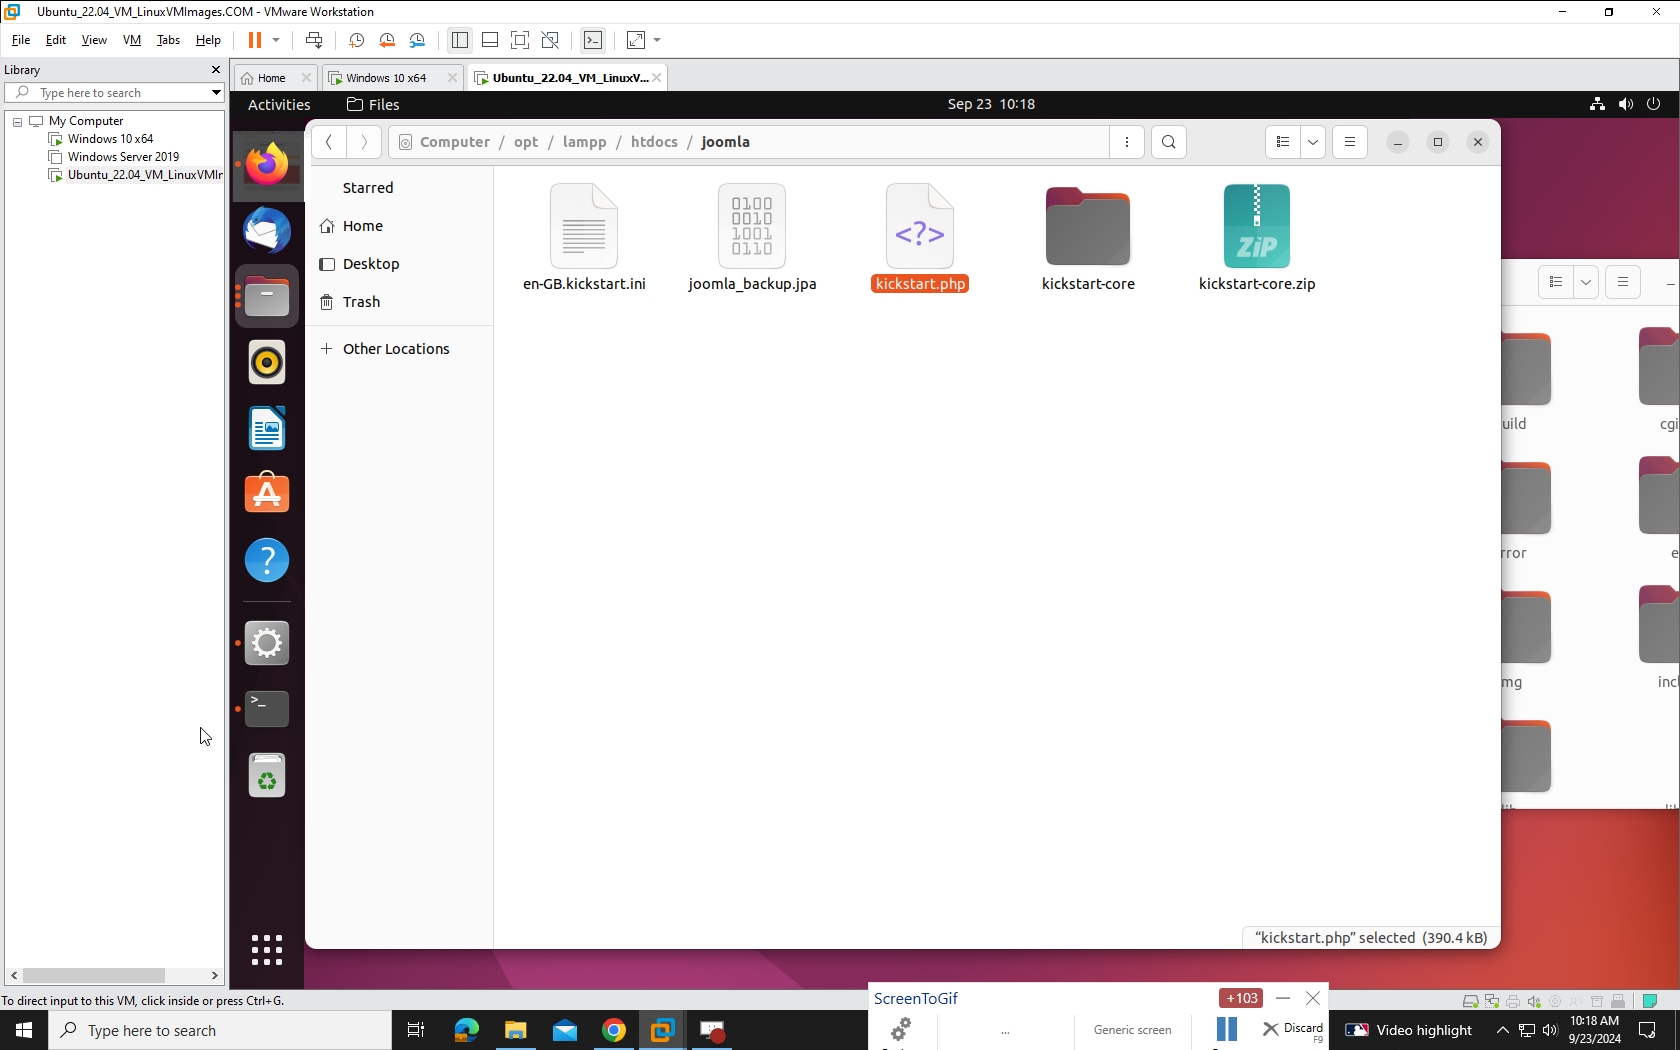 Ubuntu_22.04_VM_LinuxVMImages.COM - VMware Workstation
File Edit View VM Tabs Help
Library
Type here to search
My Computer
Windows 10 x64
Windows Server 2019
Ubuntu_22.04_VM_LinuxVMIr
Home
Windows 10 x64
Ubuntu_22.04_VM_LinuxV...
Activities
Files
Sep 23 10:18
Computer / opt / lampp / htdocs / joomla
Starred
Home
Desktop
Trash
Other Locations
0100
0010
1001
0110
<?>
ZiP
en-GB.kickstart.ini
joomla_backup.jpa
kickstart.php
kickstart-core
kickstart-core.zip
uild
cgi
rror
e
mg
incl
"kickstart.php" selected (390.4 kB)
To direct input to this VM, click inside or press Ctrl+G.
ScreenToGif
+103
...
Generic screen
Discard
F9
Type here to search
Video highlight
10:18 AM
9/23/2024